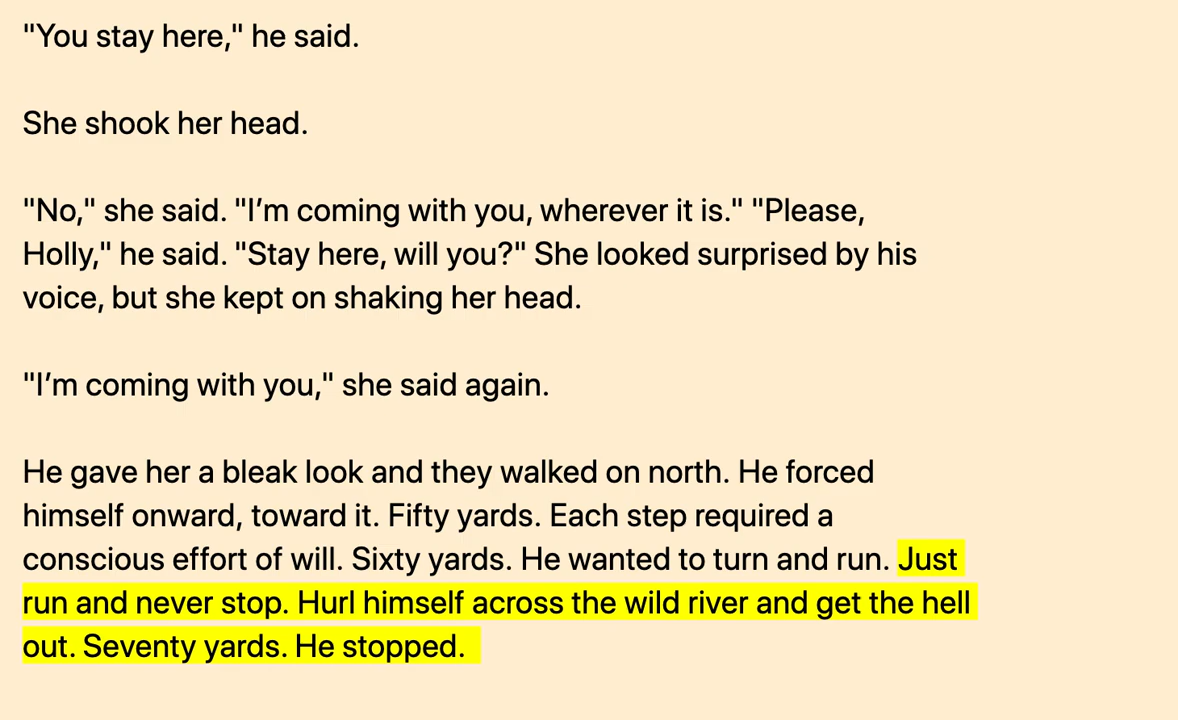 "You stay here," he said.
She shook her head.
"No," she said. "I’m coming with you, wherever it is." "Please,
Holly," he said. "Stay here, will you?" She looked surprised by his
voice, but she kept on shaking her head.
"I’m coming with you," she said again.
He gave her a bleak look and they walked on north. He forced
himself onward, toward it. Fifty yards. Each step required a
conscious effort of will. Sixty yards. He wanted to turn and run. Just
run and never stop. Hurl himself across the wild river and get the hell
out. Seventy yards. He stopped.